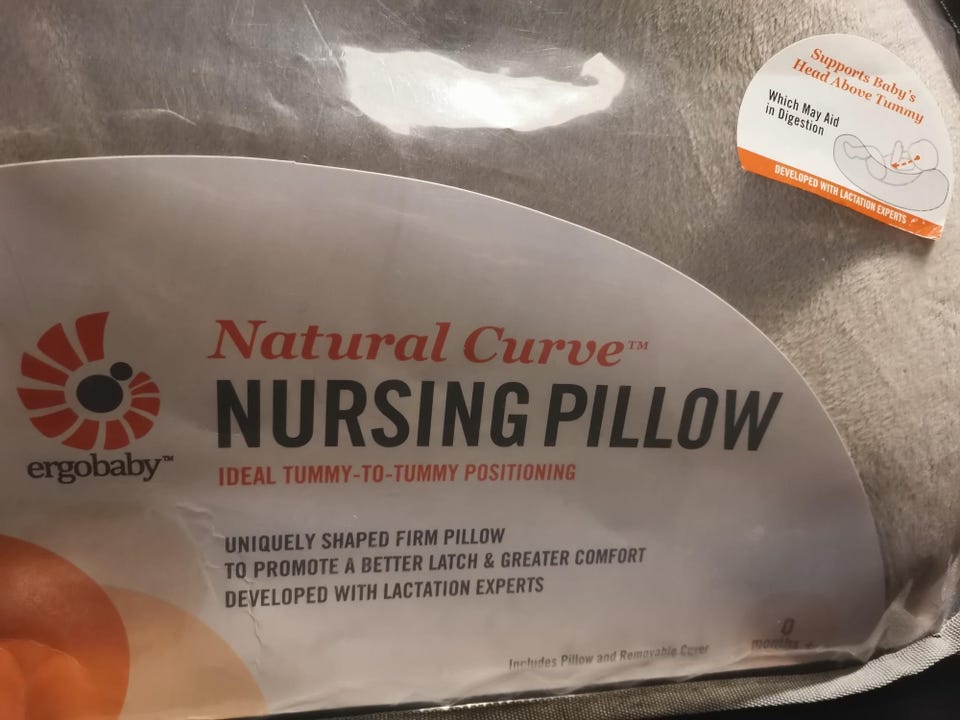 Supports Baby's
Head Above Tummy
Which May Aid
in Digestion
DEVELOPED WITH LACTATION EXPERTS
ergobaby™
Natural Curve™
NURSING PILLOW
IDEAL TUMMY-TO-TUMMY POSITIONING
UNIQUELY SHAPED FIRM PILLOW
TO PROMOTE A BETTER LATCH & GREATER COMFORT
DEVELOPED WITH LACTATION EXPERTS
Includes Pillow and Removable Cover
0
months +